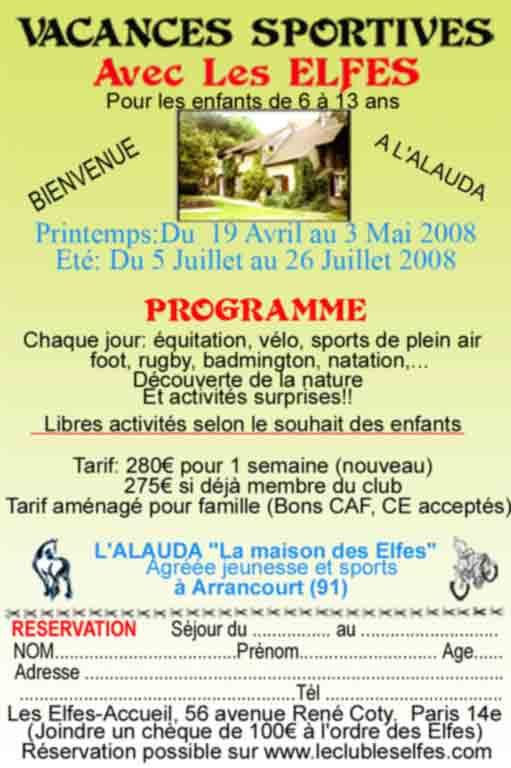 VACANCES SPORTIVES
Avec Les ELFES
Pour les enfants de 6 à 13 ans
BIENVENUE
A L'ALAUDA
Printemps:Du 19 Avril au 3 Mai 2008
Eté: Du 5 Juillet au 26 Juillet 2008
PROGRAMME
Chaque jour: équitation, vélo, sports de plein air
foot, rugby, badmington, natation,...
Découverte de la nature
Et activités surprises!!
Libres activités selon le souhait des enfants
Tarif: 280€ pour 1 semaine (nouveau)
275€ si déjà membre du club
Tarif aménagé pour famille (Bons CAF, CE acceptés)
L'ALAUDA "La maison des Elfes"
Agréée jeunesse et sports
à Arrancourt (91)
RESERVATION Séjour du ................ au ............................
NOM.....................................Prénom............................ Age......
Adresse .....................................................................................
........................................................Tél ....................................
Les Elfes-Accueil, 56 avenue René Coty. Paris 14e
(Joindre un chèque de 100€ à l'ordre des Elfes)
Réservation possible sur www.leclubleselfes.com